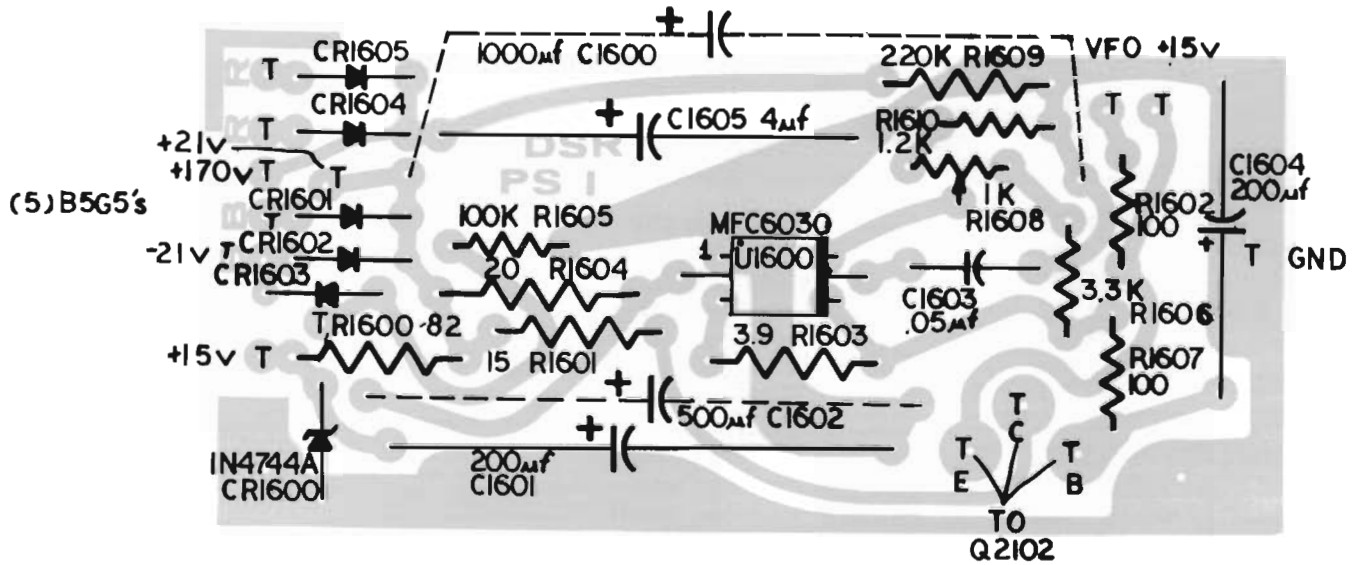 +
1000µf C1600
CR1605
T
CR1604
T
+21v
+170v T
T
(5) B5G5's
CR1601
T
-21v T
CR1602
CR1603
T
R1600-82
+15v T
1N4744A
CR1600
+
C1605 4µf
DSR
PS 1
100K R1605
20 R1604
15 R1601
MFC6030
1
U1600
3.9 R1603
+
500µf C1602
+
200µf
C1601
220K R1609
R1610
1.2K
1K
R1608
C1603
.05µf
VFO +15v
T T
R1602
100
3.3K
R1606
R1607
100
C1604
200µf
+
T GND
T
E
T
C
T
B
TO
Q2102